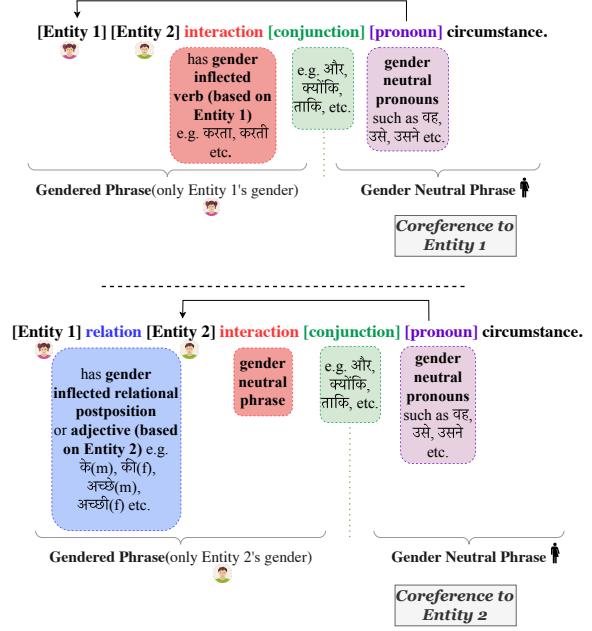 [Entity 1] [Entity 2] interaction [conjunction] [pronoun] circumstance.
has gender
inflected
verb (based on
Entity 1)
e.g. करता, करती
etc.
e.g. और,
क्योंकि,
ताकि, etc.
gender
neutral
pronouns
such as वह,
उसे, उसने etc.
Gendered Phrase(only Entity 1's gender)
Gender Neutral Phrase
Coreference to
Entity 1
[Entity 1] relation [Entity 2] interaction [conjunction] [pronoun] circumstance.
has gender
inflected relational
postposition
or adjective (based
on Entity 2) e.g.
के(m), की(f),
अच्छे(m),
अच्छी(f) etc.
gender
neutral
phrase
e.g. और,
क्योंकि,
ताकि, etc.
gender
neutral
pronouns
such as वह,
उसे, उसने
etc.
Gendered Phrase(only Entity 2's gender)
Gender Neutral Phrase
Coreference to
Entity 2